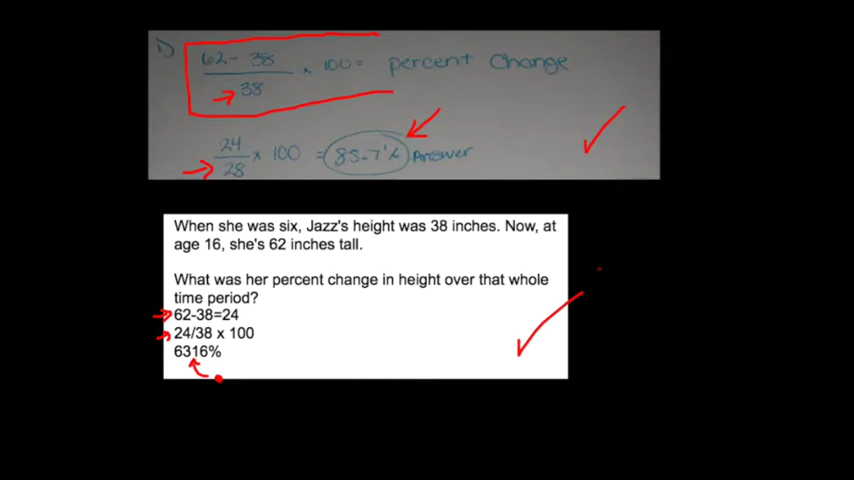 1)
62 - 38
38
x 100 = percent Change
24
28
x 100 = 85.7% Answer
When she was six, Jazz's height was 38 inches. Now, at
age 16, she's 62 inches tall.
What was her percent change in height over that whole
time period?
62-38=24
24/38 x 100
6316%